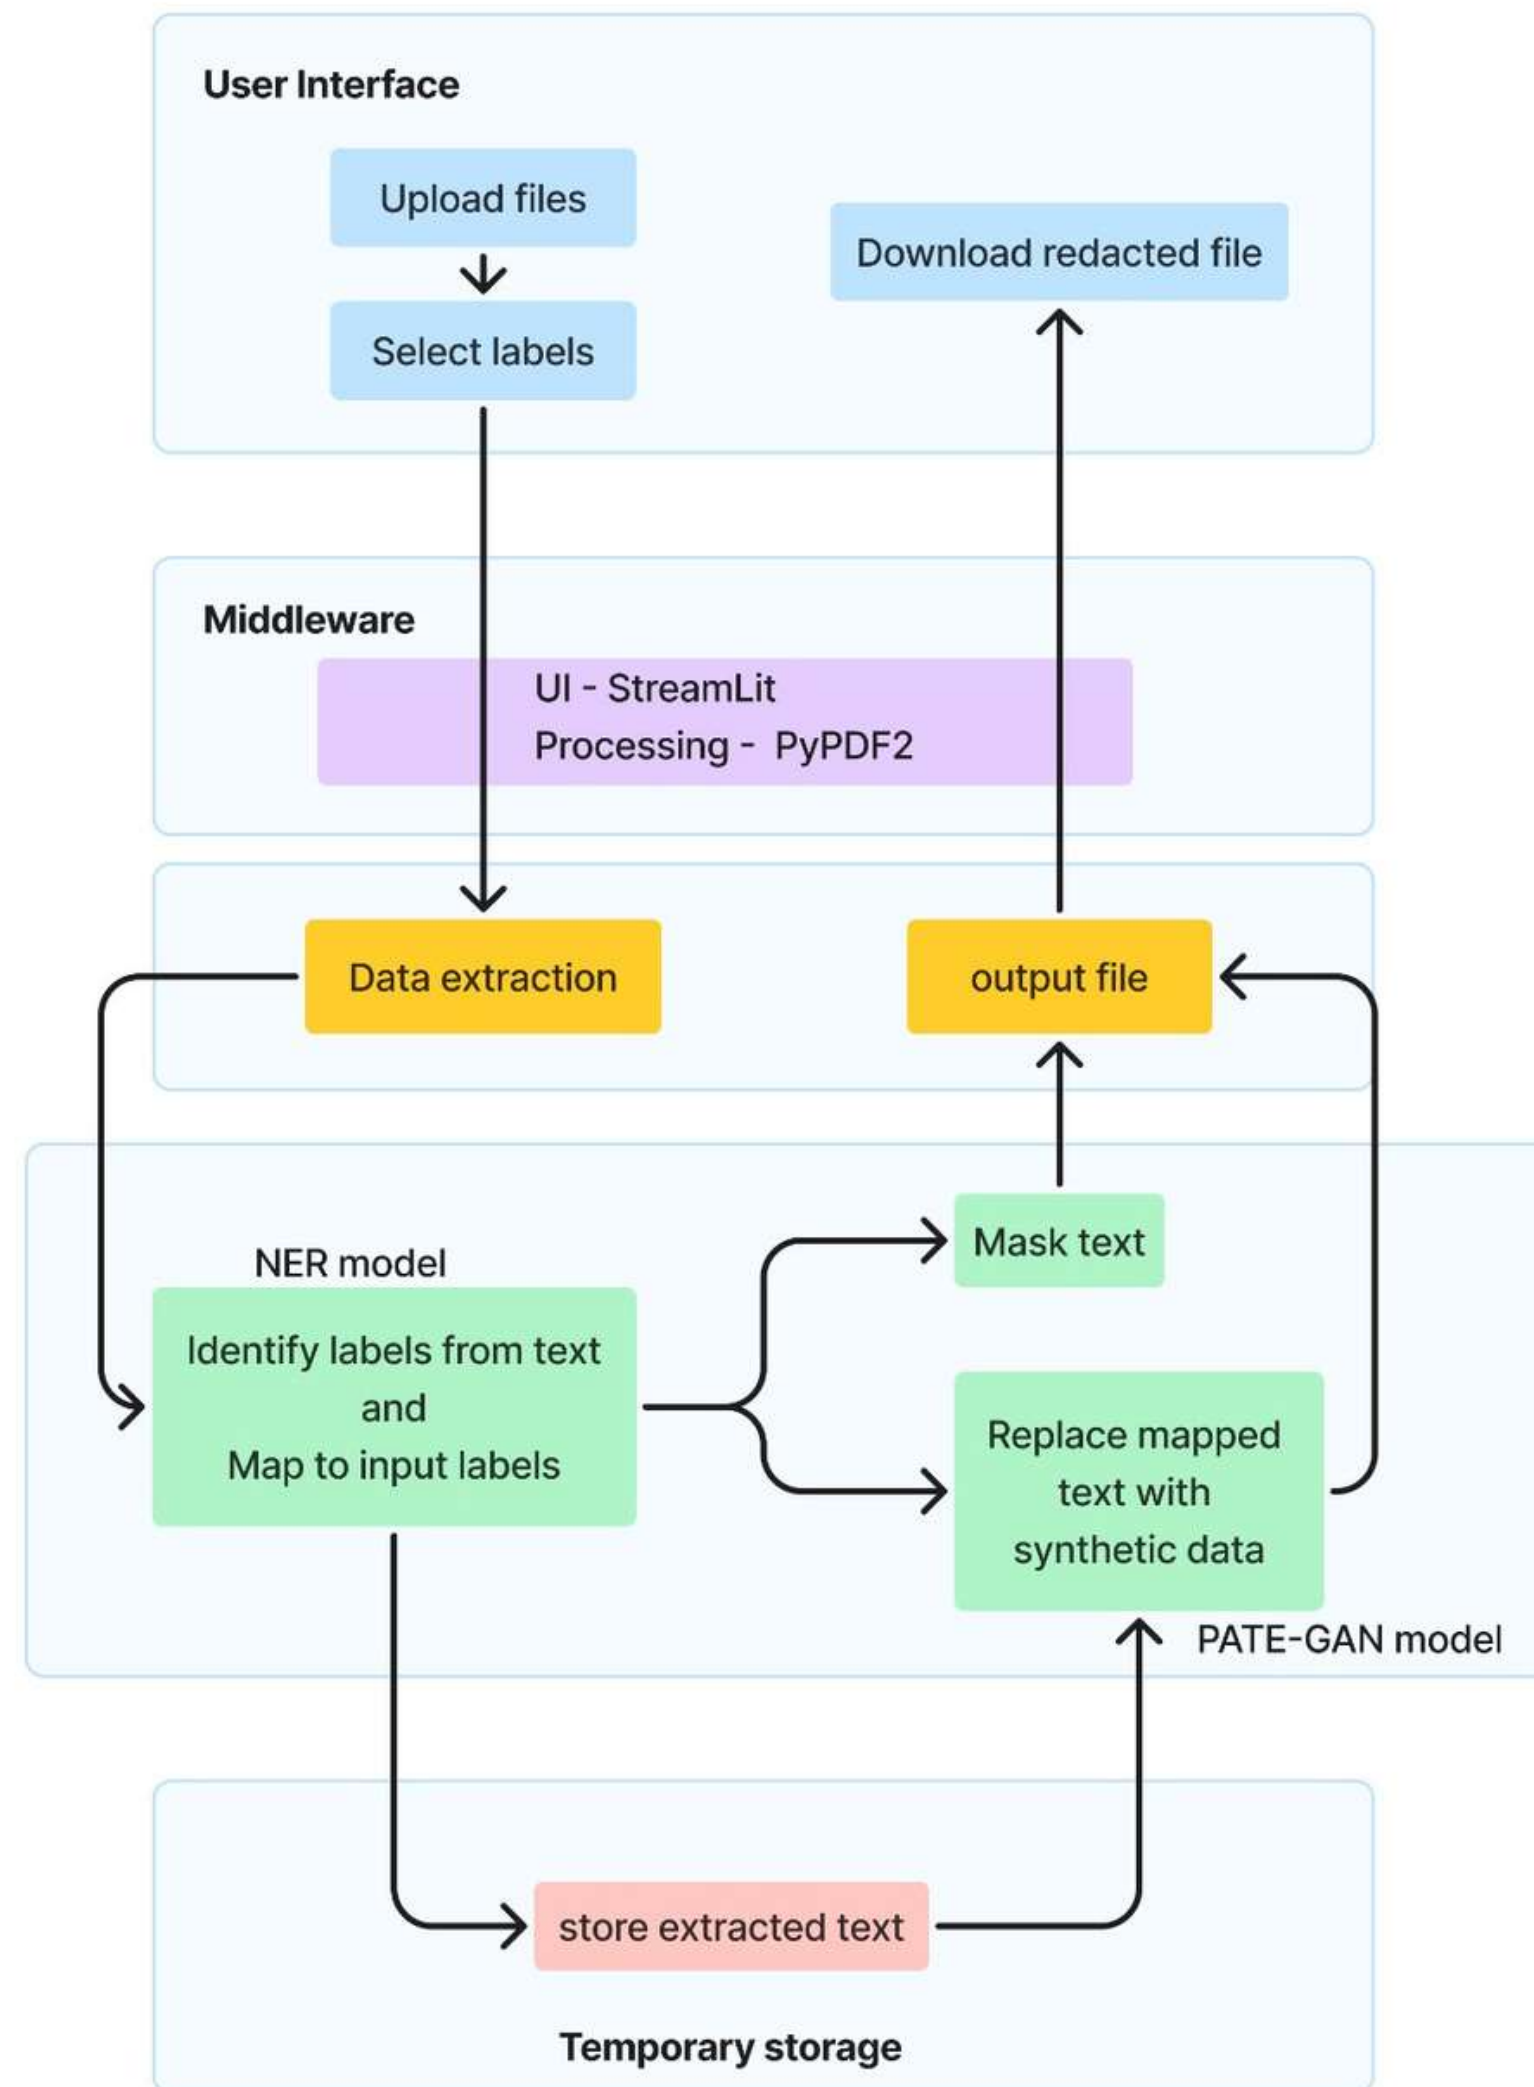 User Interface
Upload files
Download redacted file
Select labels
Middleware
UI - StreamLit
Processing - PyPDF2
Data extraction
output file
Mask text
NER model
Identify labels from text
and
Map to input labels
Replace mapped
text with
synthetic data
PATE-GAN model
store extracted text
Temporary storage